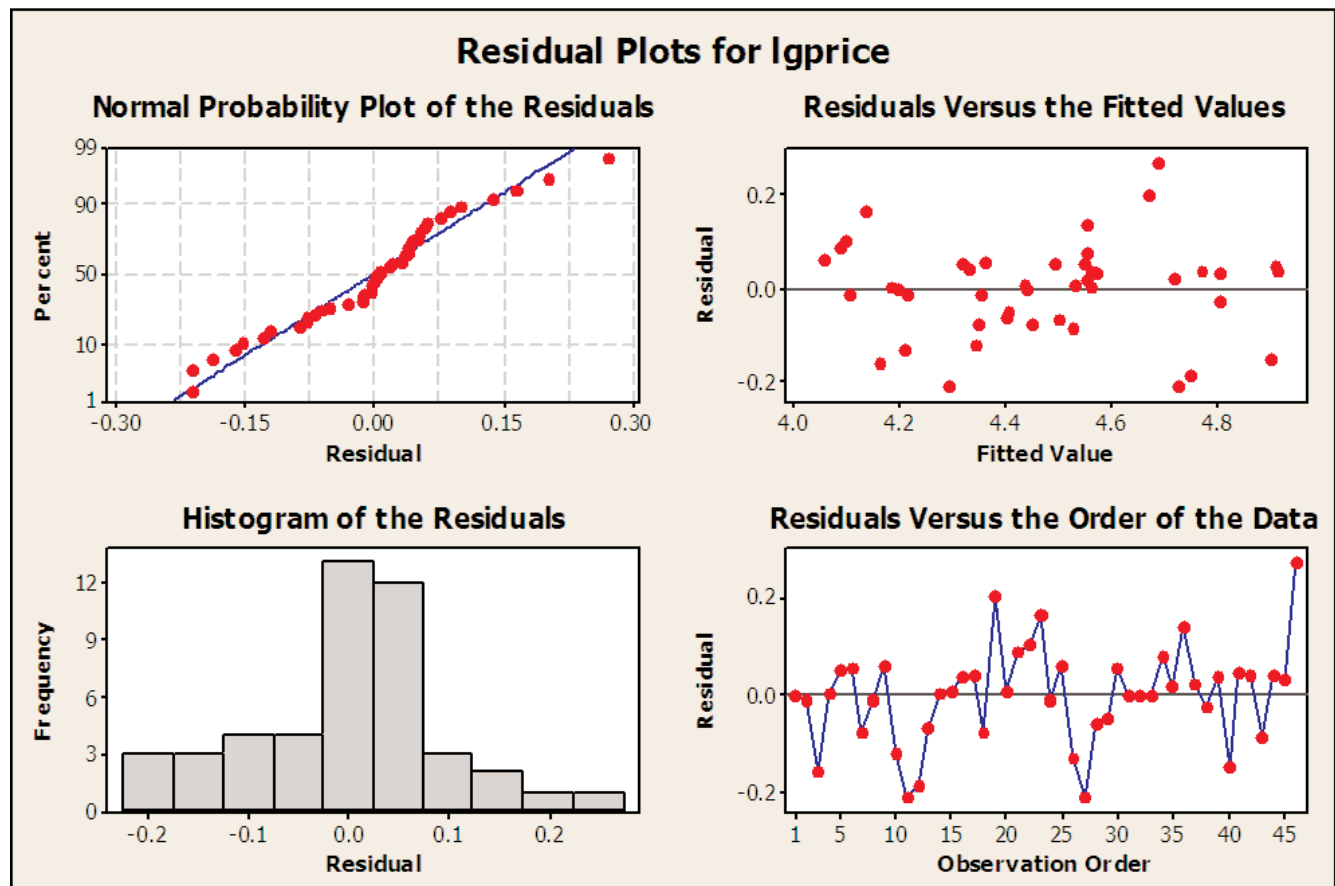 Residual Plots for lgprice
Normal Probability Plot of the Residuals
99
90
50
10
1
Percent
-0.30 -0.15 0.00 0.15 0.30
Residual
Residuals Versus the Fitted Values
0.2
0.0
-0.2
Residual
4.0 4.2 4.4 4.6 4.8
Fitted Value
Histogram of the Residuals
12
9
6
3
0
Frequency
-0.2 -0.1 0.0 0.1 0.2
Residual
Residuals Versus the Order of the Data
0.2
0.0
-0.2
Residual
1 5 10 15 20 25 30 35 40 45
Observation Order